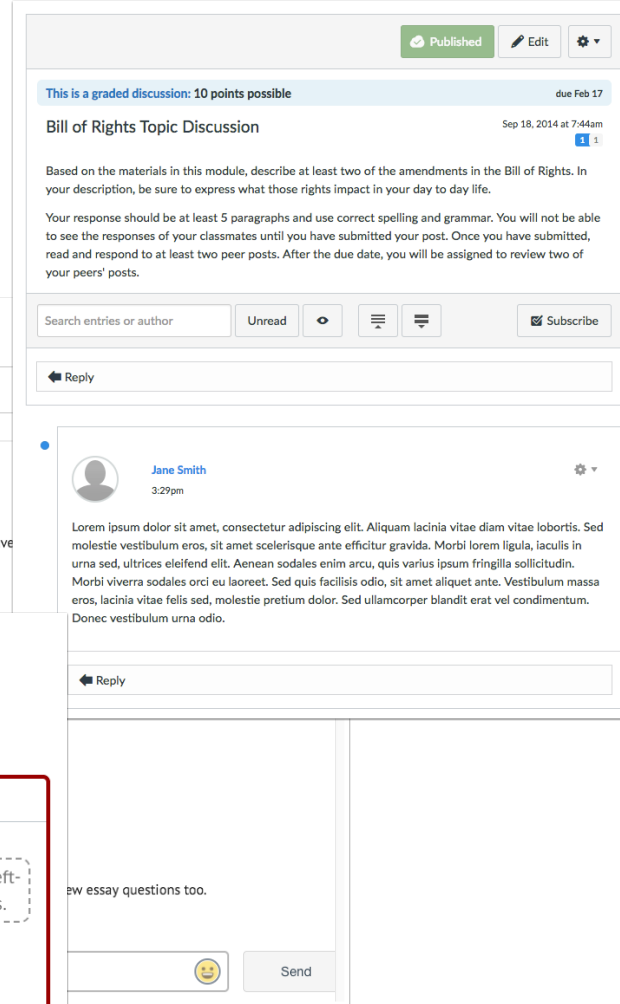 Published Edit
This is a graded discussion: 10 points possible due Feb 17
Bill of Rights Topic Discussion Sep 18, 2014 at 7:44am
1 1
Based on the materials in this module, describe at least two of the amendments in the Bill of Rights. In
your description, be sure to express what those rights impact in your day to day life.
Your response should be at least 5 paragraphs and use correct spelling and grammar. You will not be able
to see the responses of your classmates until you have submitted your post. Once you have submitted,
read and respond to at least two peer posts. After the due date, you will be assigned to review two of
your peers' posts.
Search entries or author Unread Subscribe
Reply
Jane Smith
3:29pm
Lorem ipsum dolor sit amet, consectetur adipiscing elit. Aliquam lacinia vitae diam vitae lobortis. Sed
molestie vestibulum eros, sit amet scelerisque ante efficitur gravida. Morbi lorem ligula, iaculis in
urna sed, ultrices eleifend elit. Aenean sodales enim arcu, quis varius ipsum fringilla sollicitudin.
Morbi viverra sodales orci eu laoreet. Sed quis facilisis odio, sit amet aliquet ante. Vestibulum massa
eros, lacinia vitae felis sed, molestie pretium dolor. Sed ullamcorper blandit erat vel condimentum.
Donec vestibulum urna odio.
Reply
essay questions too.
Send